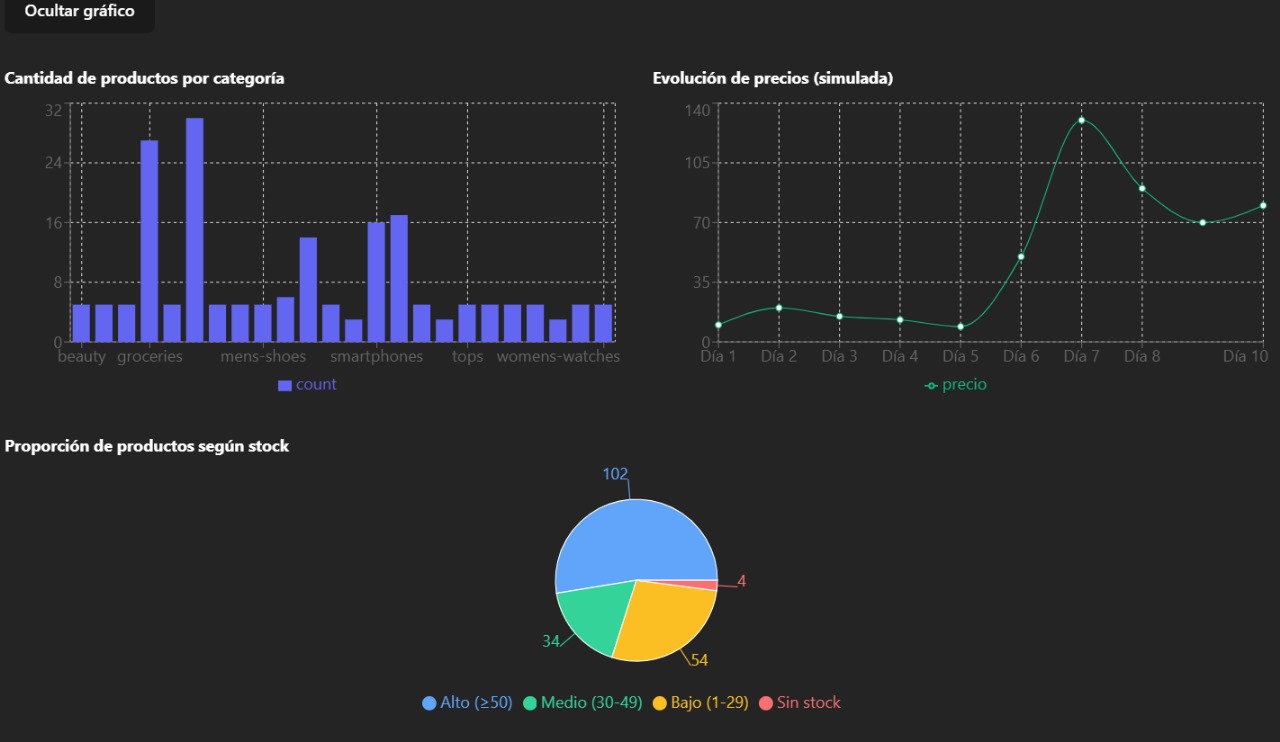 Ocultar gráfico
Cantidad de productos por categoría
32
24
16
8
0
beauty groceries mens-shoes smartphones tops womens-watches
count
Evolución de precios (simulada)
140
105
70
35
0
Día 1 Día 2 Día 3 Día 4 Día 5 Día 6 Día 7 Día 8 Día 10
precio
Proporción de productos según stock
102
4
34
54
Alto (≥50) Medio (30-49) Bajo (1-29) Sin stock